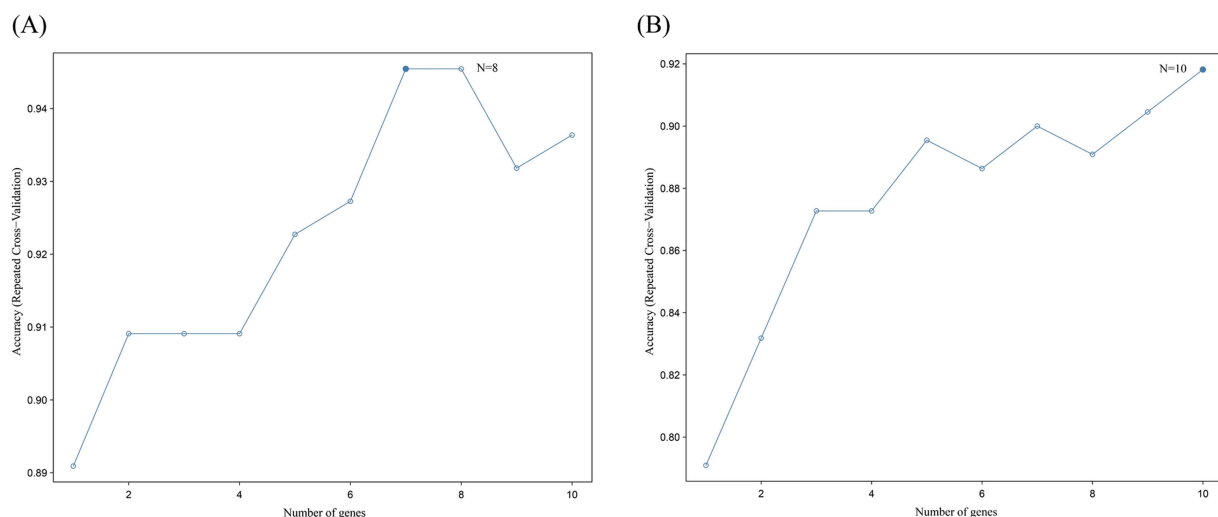 (A)
N=8
0.94
0.93
0.92
0.91
0.90
0.89
Accuracy (Repeated Cross−Validation)
2 4 6 8 10
Number of genes
(B)
N=10
0.92
0.90
0.88
0.86
0.84
0.82
0.80
Accuracy (Repeated Cross−Validation)
2 4 6 8 10
Number of genes